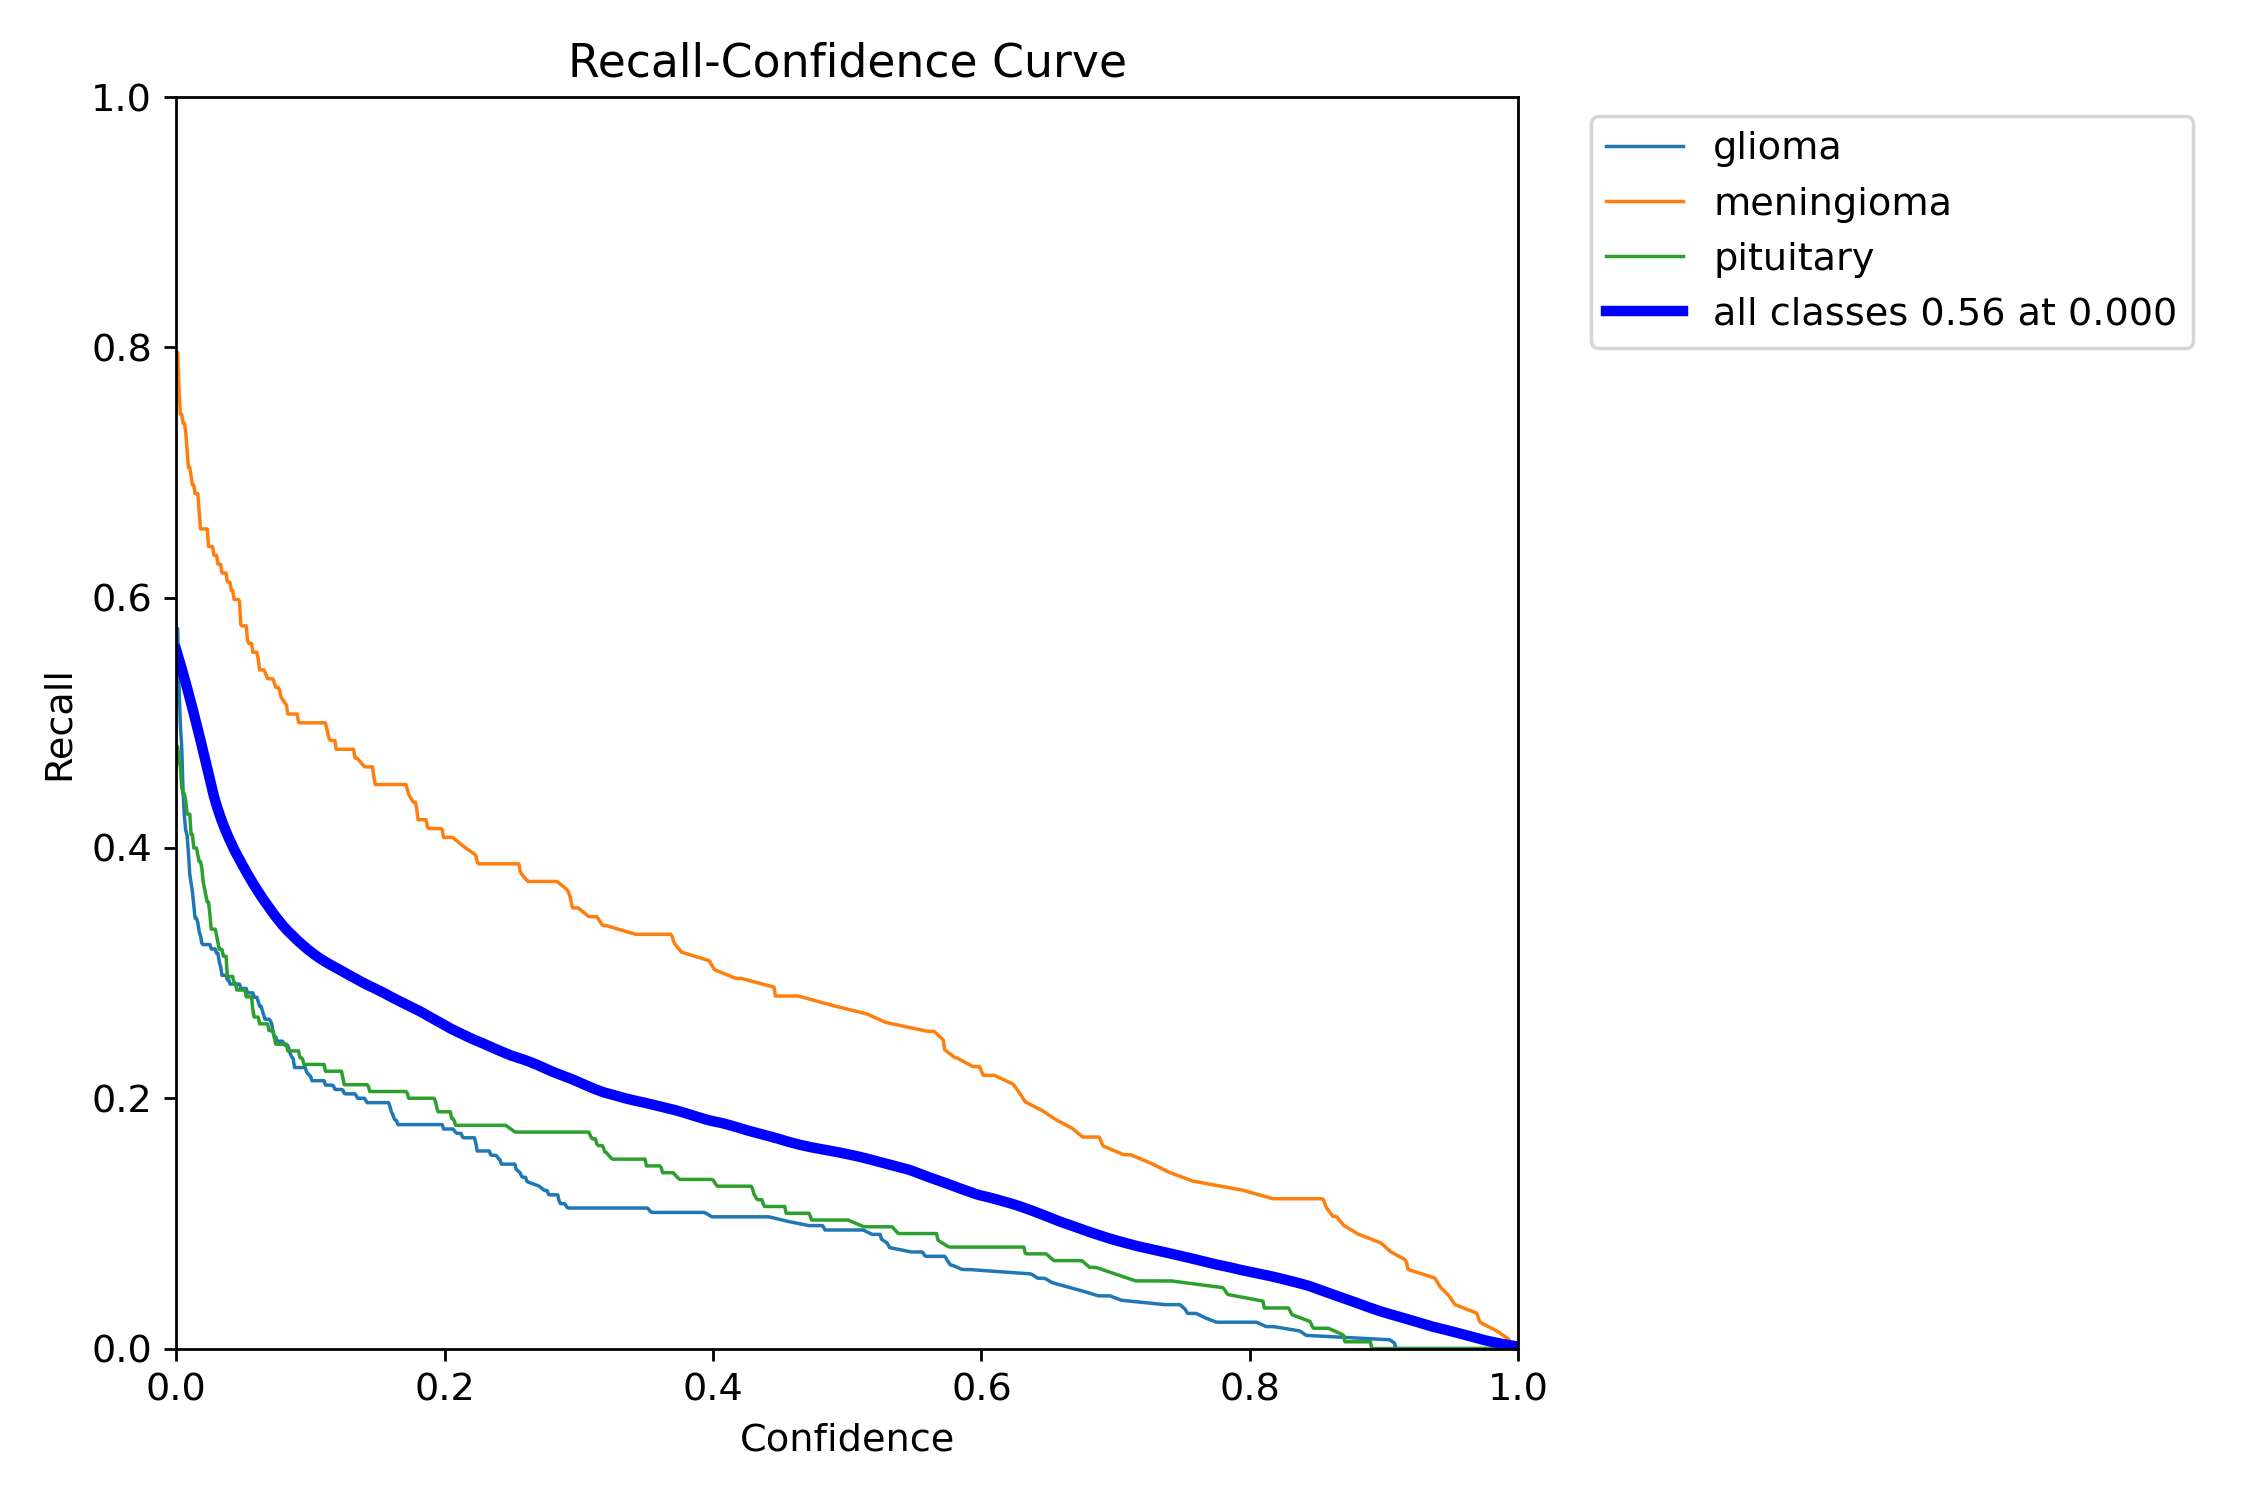 Recall-Confidence Curve
1.0
0.8
0.6
0.4
0.2
0.0
Recall
0.0 0.2 0.4 0.6 0.8 1.0
Confidence
glioma
meningioma
pituitary
all classes 0.56 at 0.000